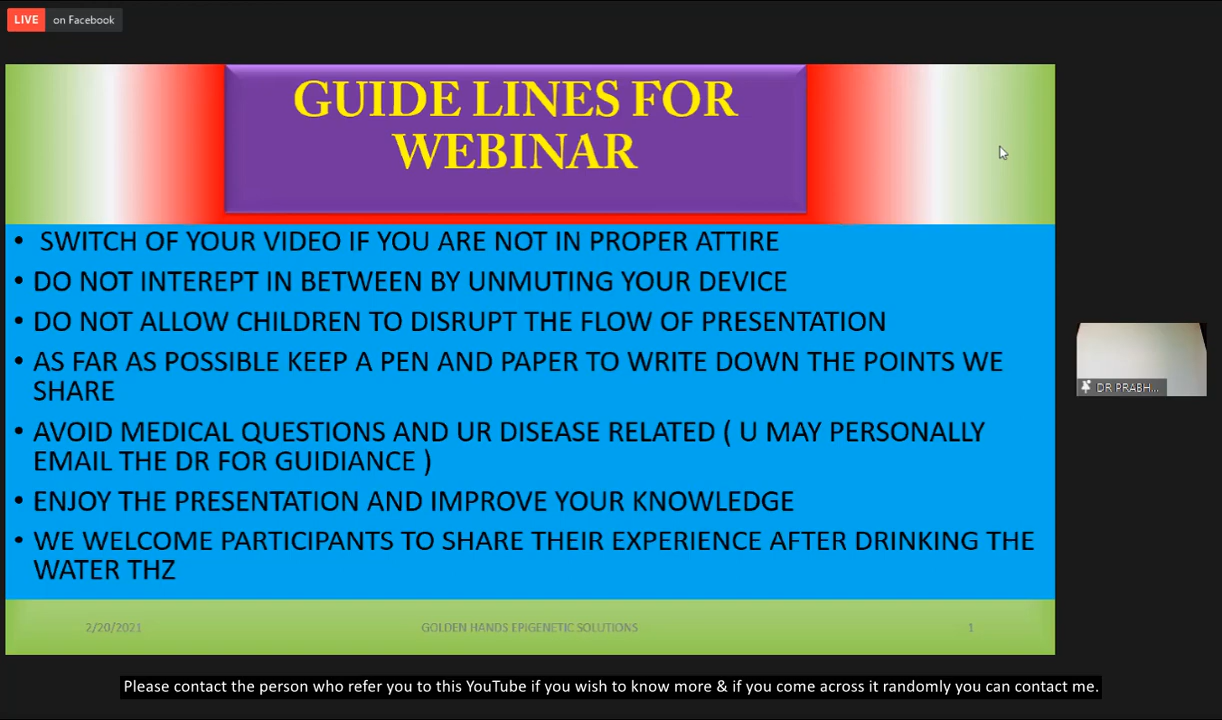 LIVE on Facebook
GUIDE LINES FOR
WEBINAR
• SWITCH OF YOUR VIDEO IF YOU ARE NOT IN PROPER ATTIRE
• DO NOT INTEREPT IN BETWEEN BY UNMUTING YOUR DEVICE
• DO NOT ALLOW CHILDREN TO DISRUPT THE FLOW OF PRESENTATION
• AS FAR AS POSSIBLE KEEP A PEN AND PAPER TO WRITE DOWN THE POINTS WE
SHARE
• AVOID MEDICAL QUESTIONS AND UR DISEASE RELATED ( U MAY PERSONALLY
EMAIL THE DR FOR GUIDIANCE )
• ENJOY THE PRESENTATION AND IMPROVE YOUR KNOWLEDGE
• WE WELCOME PARTICIPANTS TO SHARE THEIR EXPERIENCE AFTER DRINKING THE
WATER THZ
2/20/2021 GOLDEN HANDS EPIGENETIC SOLUTIONS 1
DR PRABH...
Please contact the person who refer you to this YouTube if you wish to know more & if you come across it randomly you can contact me.